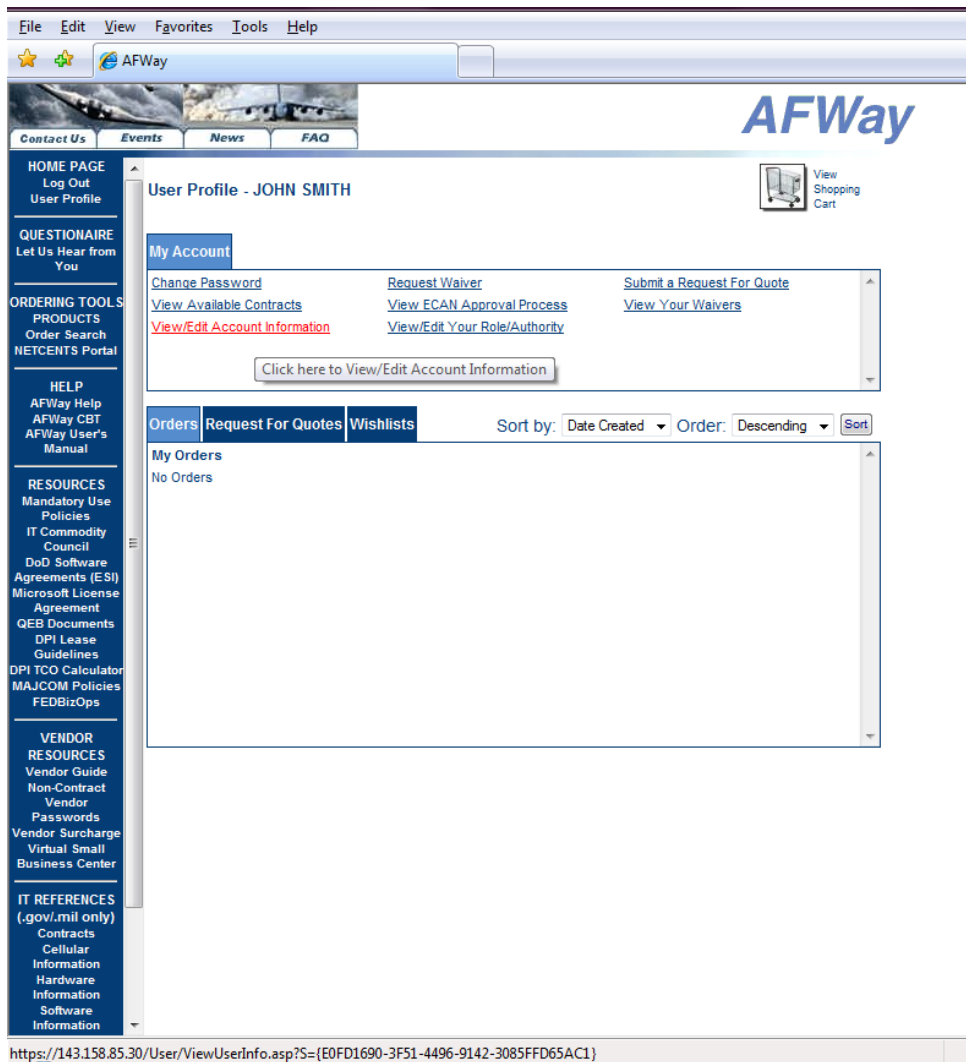 File Edit View Favorites Tools Help
AFWay
Contact Us Events News FAQ
AFWay
HOME PAGE
Log Out
User Profile
QUESTIONAIRE
Let Us Hear from
You
ORDERING TOOLS
PRODUCTS
Order Search
NETCENTS Portal
HELP
AFWay Help
AFWay CBT
AFWay User's
Manual
RESOURCES
Mandatory Use
Policies
IT Commodity
Council
DoD Software
Agreements (ESI)
Microsoft License
Agreement
QEB Documents
DPI Lease
Guidelines
DPI TCO Calculator
MAJCOM Policies
FEDBizOps
VENDOR
RESOURCES
Vendor Guide
Non-Contract
Vendor
Passwords
Vendor Surcharge
Virtual Small
Business Center
IT REFERENCES
(.gov/.mil only)
Contracts
Cellular
Information
Hardware
Information
Software
Information
User Profile - JOHN SMITH
View
Shopping
Cart
My Account
Change Password Request Waiver Submit a Request For Quote
View Available Contracts View ECAN Approval Process View Your Waivers
View/Edit Account Information View/Edit Your Role/Authority
Click here to View/Edit Account Information
Orders Request For Quotes Wishlists Sort by: Date Created Order: Descending Sort
My Orders
No Orders
https://143.158.85.30/User/ViewUserInfo.asp?S={E0FD1690-3F51-4496-9142-3085FFD65AC1}